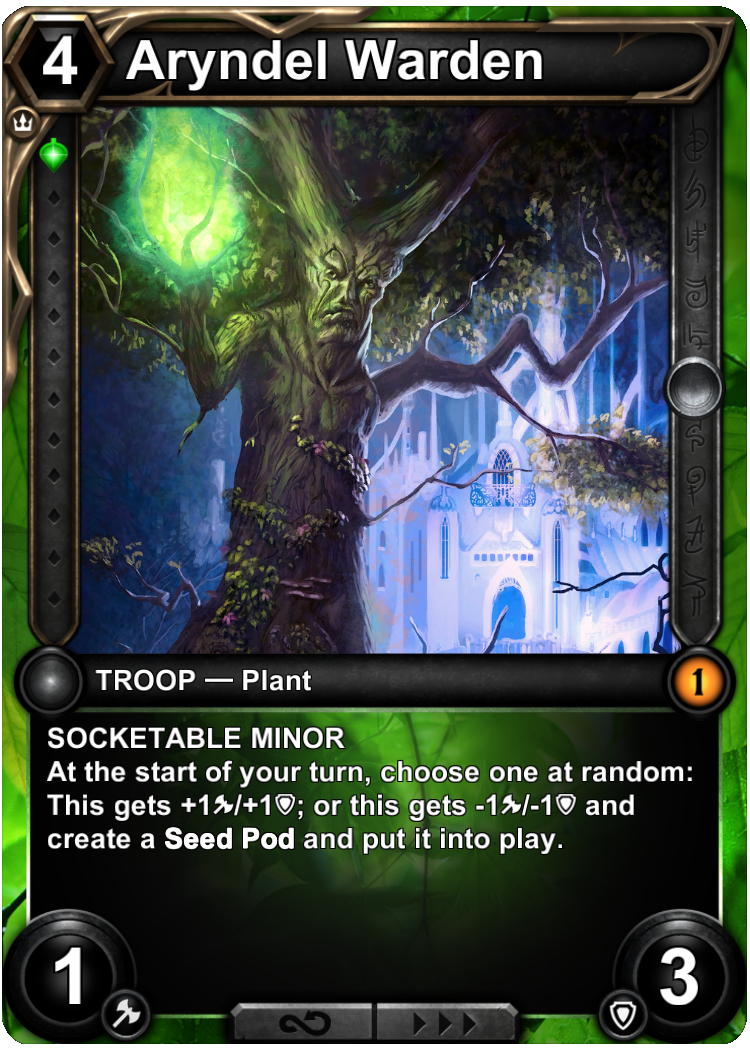 4 Aryndel Warden
TROOP — Plant
1
SOCKETABLE MINOR
At the start of your turn, choose one at random:
This gets +1/+1; or this gets -1/-1 and
create a Seed Pod and put it into play.
1
3